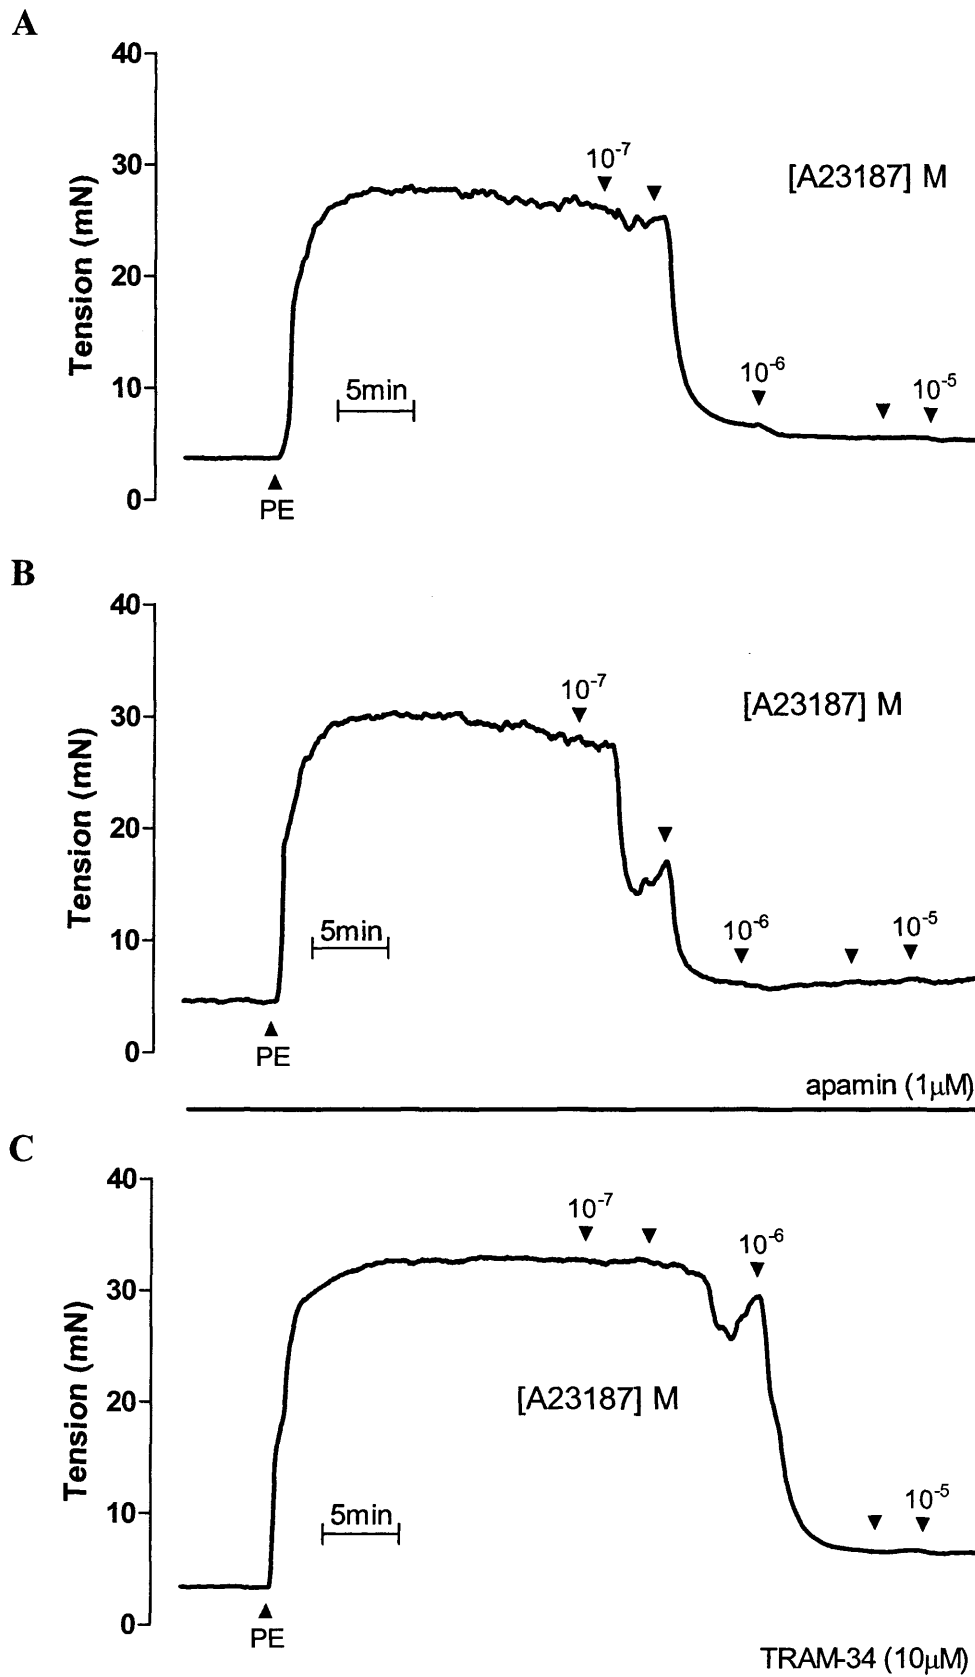 A
40
30
20
10
0
Tension (mN)
10⁻⁷
[A23187] M
10⁻⁶
10⁻⁵
5min
PE
B
40
30
20
10
0
Tension (mN)
10⁻⁷
[A23187] M
10⁻⁶
10⁻⁵
5min
PE
apamin (1µM)
C
40
30
20
10
0
Tension (mN)
10⁻⁷
10⁻⁶
[A23187] M
10⁻⁵
5min
PE
TRAM-34 (10µM)